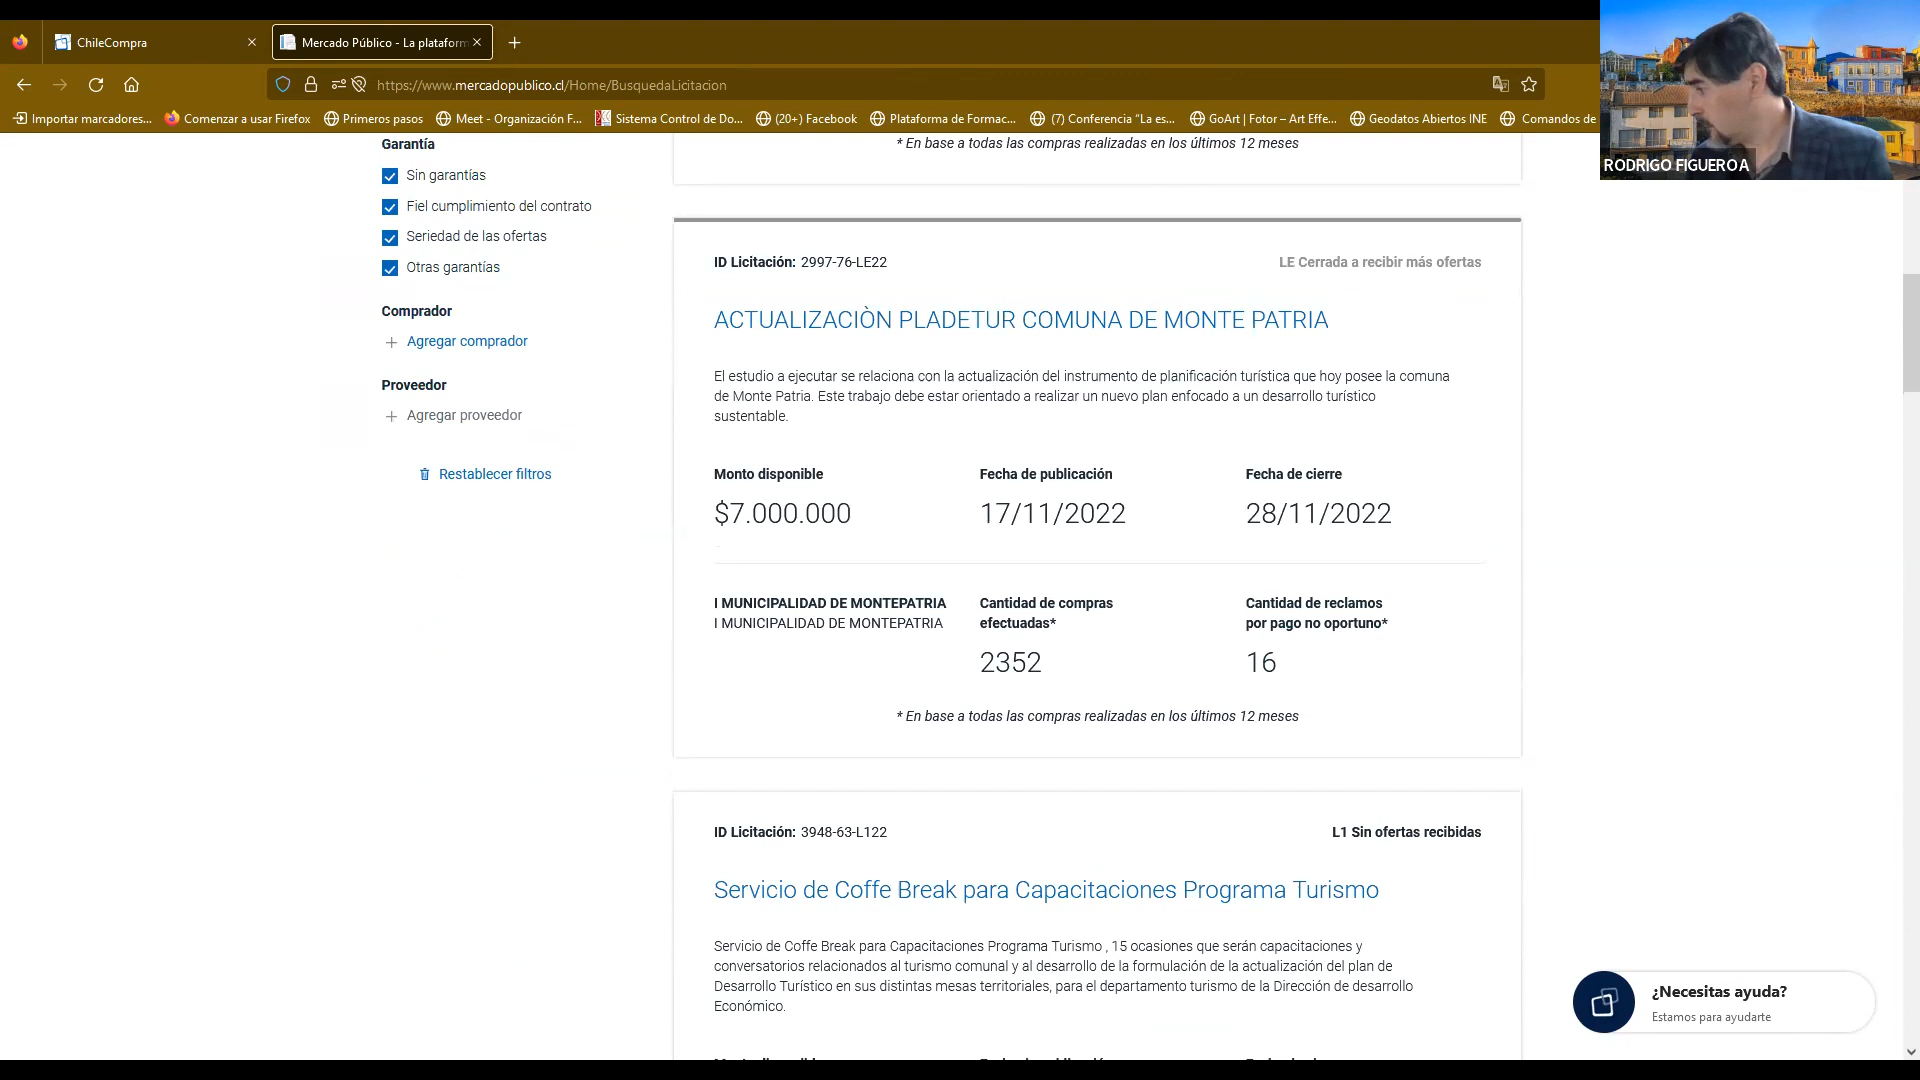 ChileCompra
Mercado Público - La plataform
https://www.mercadopublico.cl/Home/BusquedaLicitacion
Importar marcadores...
Comenzar a usar Firefox
Primeros pasos
Meet - Organización F...
Sistema Control de Do...
(20+) Facebook
Plataforma de Formac...
(7) Conferencia "La es...
GoArt | Fotor – Art Effe...
Geodatos Abiertos INE
Comandos de
RODRIGO FIGUEROA
Garantía
Sin garantías
Fiel cumplimiento del contrato
Seriedad de las ofertas
Otras garantías
Comprador
Agregar comprador
Proveedor
Agregar proveedor
Restablecer filtros
* En base a todas las compras realizadas en los últimos 12 meses
ID Licitación: 2997-76-LE22
LE Cerrada a recibir más ofertas
ACTUALIZACIÒN PLADETUR COMUNA DE MONTE PATRIA
El estudio a ejecutar se relaciona con la actualización del instrumento de planificación turística que hoy posee la comuna
de Monte Patria. Este trabajo debe estar orientado a realizar un nuevo plan enfocado a un desarrollo turístico
sustentable.
Monto disponible
Fecha de publicación
Fecha de cierre
$7.000.000
17/11/2022
28/11/2022
I MUNICIPALIDAD DE MONTEPATRIA
I MUNICIPALIDAD DE MONTEPATRIA
Cantidad de compras
efectuadas*
Cantidad de reclamos
por pago no oportuno*
2352
16
* En base a todas las compras realizadas en los últimos 12 meses
ID Licitación: 3948-63-L122
L1 Sin ofertas recibidas
Servicio de Coffe Break para Capacitaciones Programa Turismo
Servicio de Coffe Break para Capacitaciones Programa Turismo , 15 ocasiones que serán capacitaciones y
conversatorios relacionados al turismo comunal y al desarrollo de la formulación de la actualización del plan de
Desarrollo Turístico en sus distintas mesas territoriales, para el departamento turismo de la Dirección de desarrollo
Económico.
¿Necesitas ayuda?
Estamos para ayudarte